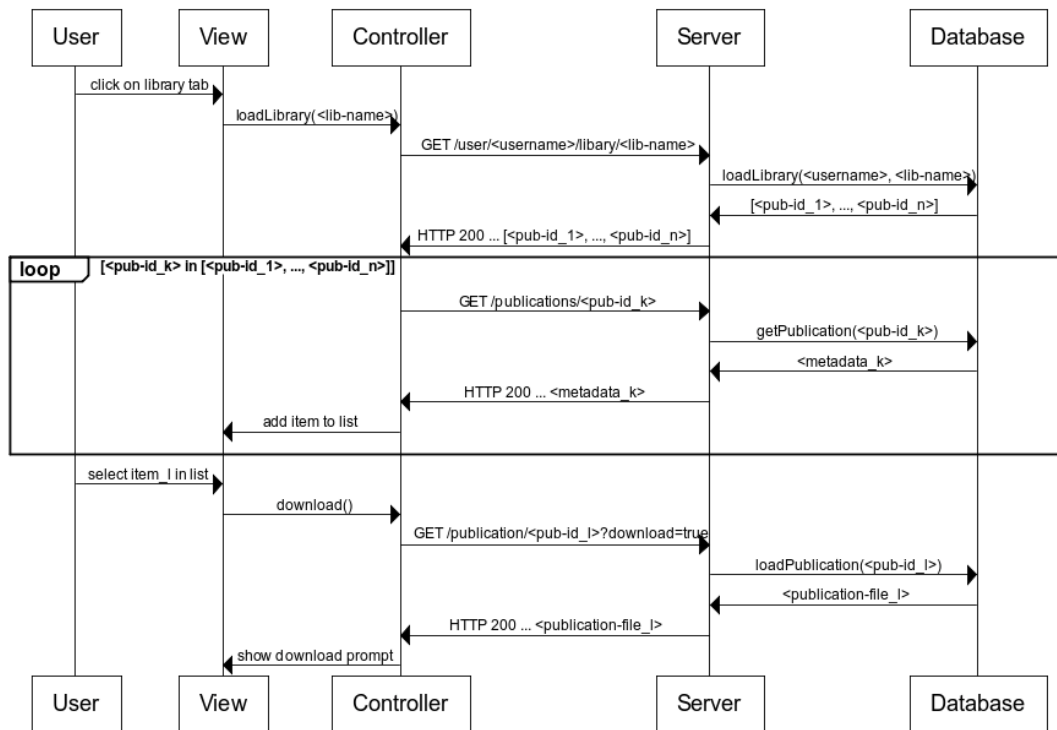 User
View
Controller
Server
Database
click on library tab
loadLibrary(<lib-name>)
GET /user/<username>/libary/<lib-name>
loadLibrary(<username>, <lib-name>)
[<pub-id_1>, ..., <pub-id_n>]
HTTP 200 ... [<pub-id_1>, ..., <pub-id_n>]
loop
[<pub-id_k> in [<pub-id_1>, ..., <pub-id_n>]]
GET /publications/<pub-id_k>
getPublication(<pub-id_k>)
<metadata_k>
HTTP 200 ... <metadata_k>
add item to list
select item_l in list
download()
GET /publication/<pub-id_l>?download=true
loadPublication(<pub-id_l>)
<publication-file_l>
HTTP 200 ... <publication-file_l>
show download prompt
User
View
Controller
Server
Database